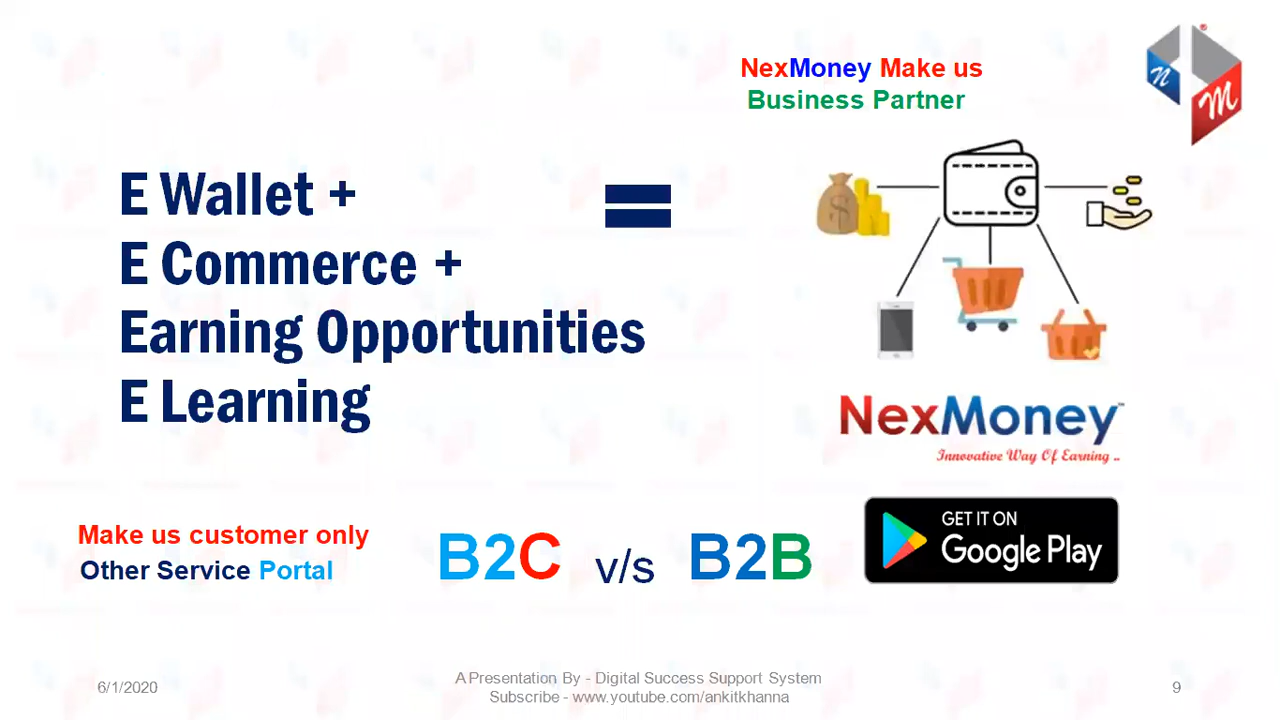 NexMoney Make us
Business Partner
n
m
E Wallet +
E Commerce +
Earning Opportunities
E Learning
=
NexMoney™
Innovative Way Of Earning ..
Make us customer only
Other Service Portal
B2C v/s B2B
GET IT ON
Google Play
6/1/2020
A Presentation By - Digital Success Support System
Subscribe - www.youtube.com/ankitkhanna
9